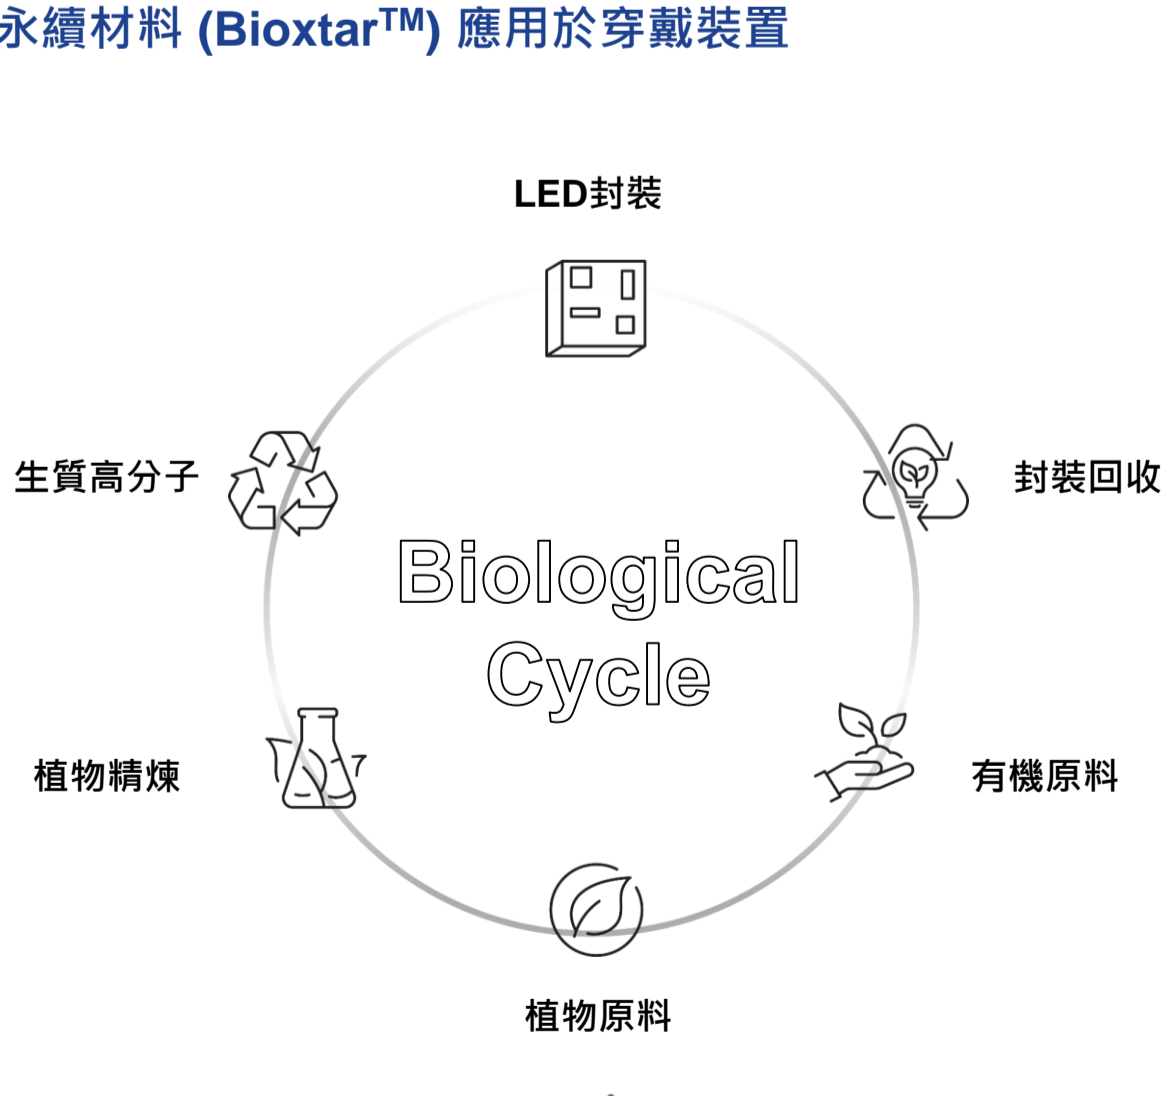 永續材料 (Bioxtar™) 應用於穿戴裝置
LED封裝
生質高分子
封裝回收
Biological
Cycle
植物精煉
有機原料
植物原料